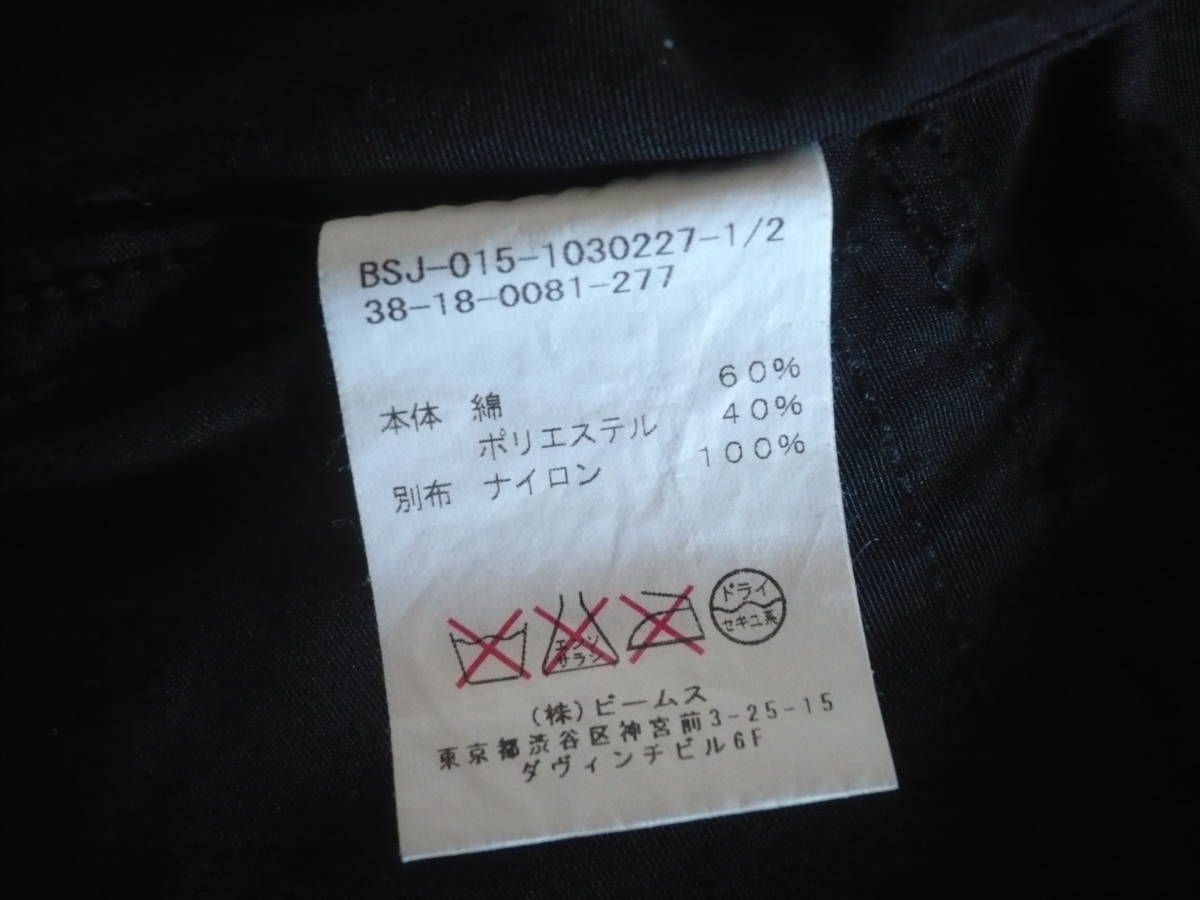 BSJ-015-1030227-1/2
38-18-0081-277
本体 綿 60%
ポリエステル 40%
別布 ナイロン 100%
エンソ
サラシ
ドライ
セキユ系
(株)ビームス
東京都渋谷区神宮前3-25-15
ダヴィンチビル6F